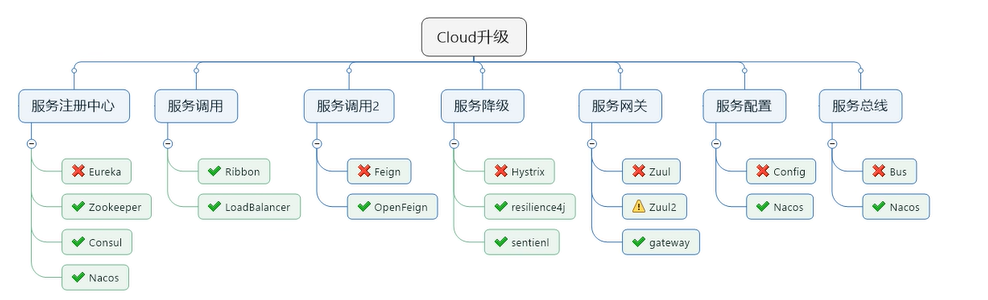 Cloud升级
服务注册中心
服务调用
服务调用2
服务降级
服务网关
服务配置
服务总线
Eureka
Zookeeper
Consul
Nacos
Ribbon
LoadBalancer
Feign
OpenFeign
Hystrix
resilience4j
sentienl
Zuul
Zuul2
gateway
Config
Nacos
Bus
Nacos